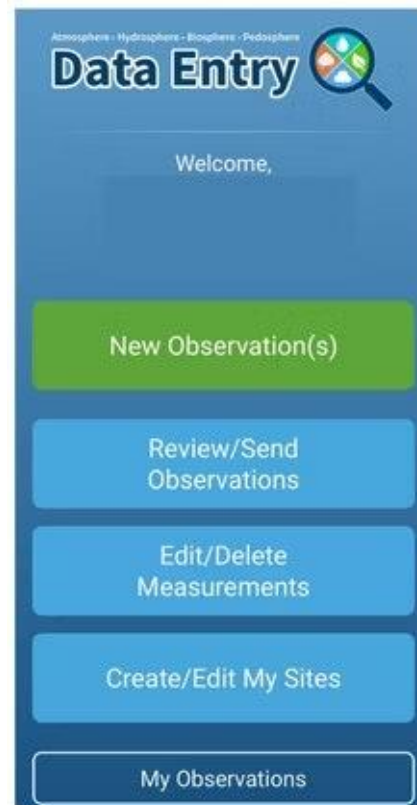 Atmosphere - Hydrosphere - Biosphere - Pedosphere
Data Entry
Welcome,
New Observation(s)
Review/Send
Observations
Edit/Delete
Measurements
Create/Edit My Sites
My Observations